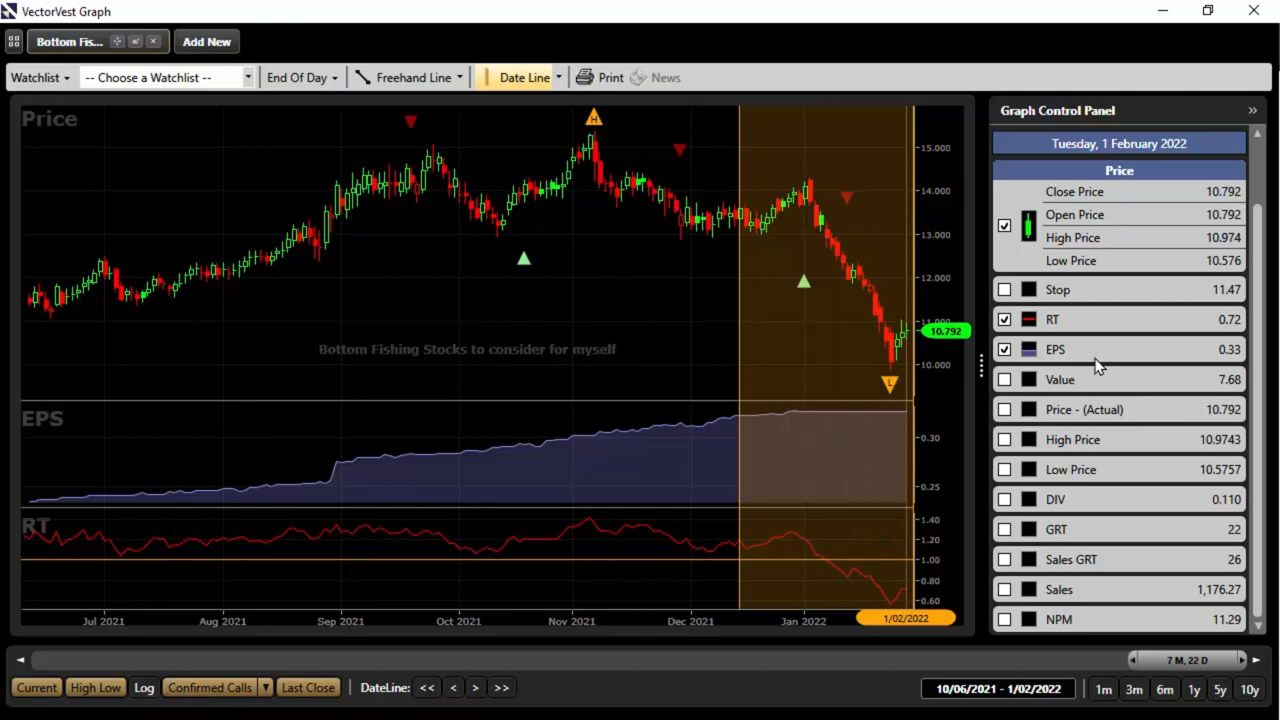 VectorVest Graph
Bottom Fis... Add New
Watchlist -- Choose a Watchlist -- End Of Day Freehand Line Date Line Print News
Price
H
15.000
14.000
13.000
12.000
11.000
10.792
Bottom Fishing Stocks to consider for myself
10.000
L
EPS
0.30
0.25
RT
1.40
1.20
1.00
0.80
0.60
Jul 2021 Aug 2021 Sep 2021 Oct 2021 Nov 2021 Dec 2021 Jan 2022 1/02/2022
Graph Control Panel
Tuesday, 1 February 2022
Price
Close Price 10.792
Open Price 10.792
High Price 10.974
Low Price 10.576
Stop 11.47
RT 0.72
EPS 0.33
Value 7.68
Price - (Actual) 10.792
High Price 10.9743
Low Price 10.5757
DIV 0.110
GRT 22
Sales GRT 26
Sales 1,176.27
NPM 11.29
7 M, 22 D
Current High Low Log Confirmed Calls Last Close DateLine: << < > >> 10/06/2021 - 1/02/2022 1m 3m 6m 1y 5y 10y